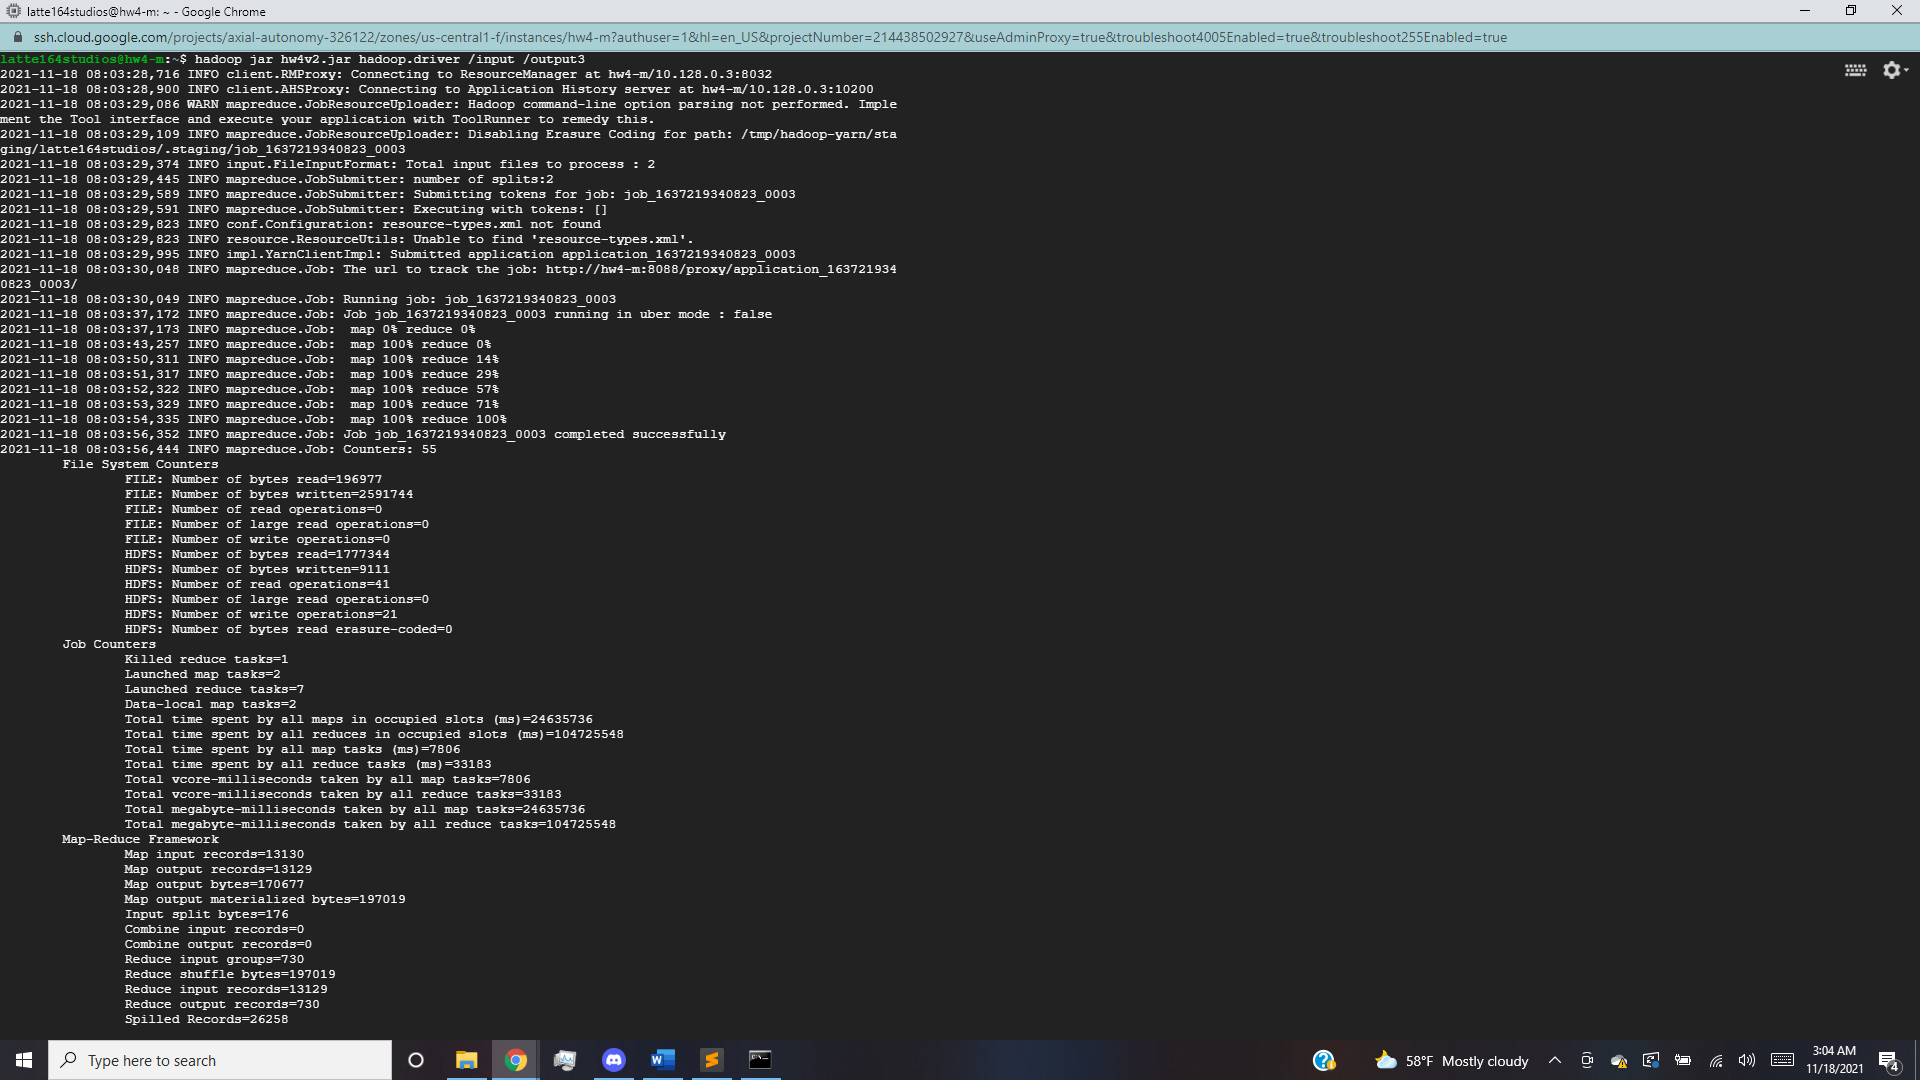 latte164studios@hw4-m: ~ - Google Chrome
ssh.cloud.google.com/projects/axial-autonomy-326122/zones/us-central1-f/instances/hw4-m?authuser=1&hl=en_US&projectNumber=214438502927&useAdminProxy=true&troubleshoot4005Enabled=true&troubleshoot255Enabled=true
latte164studios@hw4-m:~$ hadoop jar hw4v2.jar hadoop.driver /input /output3
2021-11-18 08:03:28,716 INFO client.RMProxy: Connecting to ResourceManager at hw4-m/10.128.0.3:8032
2021-11-18 08:03:28,900 INFO client.AHSProxy: Connecting to Application History server at hw4-m/10.128.0.3:10200
2021-11-18 08:03:29,086 WARN mapreduce.JobResourceUploader: Hadoop command-line option parsing not performed. Imple
ment the Tool interface and execute your application with ToolRunner to remedy this.
2021-11-18 08:03:29,109 INFO mapreduce.JobResourceUploader: Disabling Erasure Coding for path: /tmp/hadoop-yarn/sta
ging/latte164studios/.staging/job_1637219340823_0003
2021-11-18 08:03:29,374 INFO input.FileInputFormat: Total input files to process : 2
2021-11-18 08:03:29,445 INFO mapreduce.JobSubmitter: number of splits:2
2021-11-18 08:03:29,589 INFO mapreduce.JobSubmitter: Submitting tokens for job: job_1637219340823_0003
2021-11-18 08:03:29,591 INFO mapreduce.JobSubmitter: Executing with tokens: []
2021-11-18 08:03:29,823 INFO conf.Configuration: resource-types.xml not found
2021-11-18 08:03:29,823 INFO resource.ResourceUtils: Unable to find 'resource-types.xml'.
2021-11-18 08:03:29,995 INFO impl.YarnClientImpl: Submitted application application_1637219340823_0003
2021-11-18 08:03:30,048 INFO mapreduce.Job: The url to track the job: http://hw4-m:8088/proxy/application_163721934
0823_0003/
2021-11-18 08:03:30,049 INFO mapreduce.Job: Running job: job_1637219340823_0003
2021-11-18 08:03:37,172 INFO mapreduce.Job: Job job_1637219340823_0003 running in uber mode : false
2021-11-18 08:03:37,173 INFO mapreduce.Job:  map 0% reduce 0%
2021-11-18 08:03:43,257 INFO mapreduce.Job:  map 100% reduce 0%
2021-11-18 08:03:50,311 INFO mapreduce.Job:  map 100% reduce 14%
2021-11-18 08:03:51,317 INFO mapreduce.Job:  map 100% reduce 29%
2021-11-18 08:03:52,322 INFO mapreduce.Job:  map 100% reduce 57%
2021-11-18 08:03:53,329 INFO mapreduce.Job:  map 100% reduce 71%
2021-11-18 08:03:54,335 INFO mapreduce.Job:  map 100% reduce 100%
2021-11-18 08:03:56,352 INFO mapreduce.Job: Job job_1637219340823_0003 completed successfully
2021-11-18 08:03:56,444 INFO mapreduce.Job: Counters: 55
File System Counters
FILE: Number of bytes read=196977
FILE: Number of bytes written=2591744
FILE: Number of read operations=0
FILE: Number of large read operations=0
FILE: Number of write operations=0
HDFS: Number of bytes read=1777344
HDFS: Number of bytes written=9111
HDFS: Number of read operations=41
HDFS: Number of large read operations=0
HDFS: Number of write operations=21
HDFS: Number of bytes read erasure-coded=0
Job Counters
Killed reduce tasks=1
Launched map tasks=2
Launched reduce tasks=7
Data-local map tasks=2
Total time spent by all maps in occupied slots (ms)=24635736
Total time spent by all reduces in occupied slots (ms)=104725548
Total time spent by all map tasks (ms)=7806
Total time spent by all reduce tasks (ms)=33183
Total vcore-milliseconds taken by all map tasks=7806
Total vcore-milliseconds taken by all reduce tasks=33183
Total megabyte-milliseconds taken by all map tasks=24635736
Total megabyte-milliseconds taken by all reduce tasks=104725548
Map-Reduce Framework
Map input records=13130
Map output records=13129
Map output bytes=170677
Map output materialized bytes=197019
Input split bytes=176
Combine input records=0
Combine output records=0
Reduce input groups=730
Reduce shuffle bytes=197019
Reduce input records=13129
Reduce output records=730
Spilled Records=26258
Type here to search
58°F Mostly cloudy
3:04 AM
11/18/2021
4